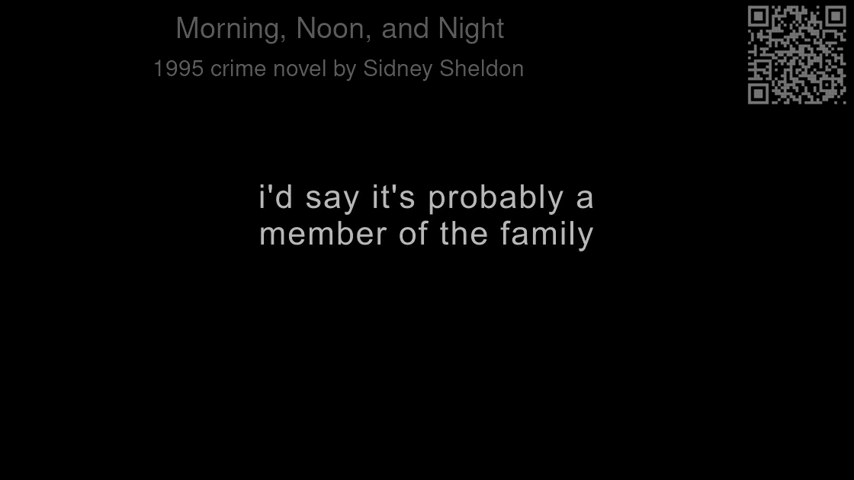 Morning, Noon, and Night
1995 crime novel by Sidney Sheldon
i'd say it's probably a
member of the family